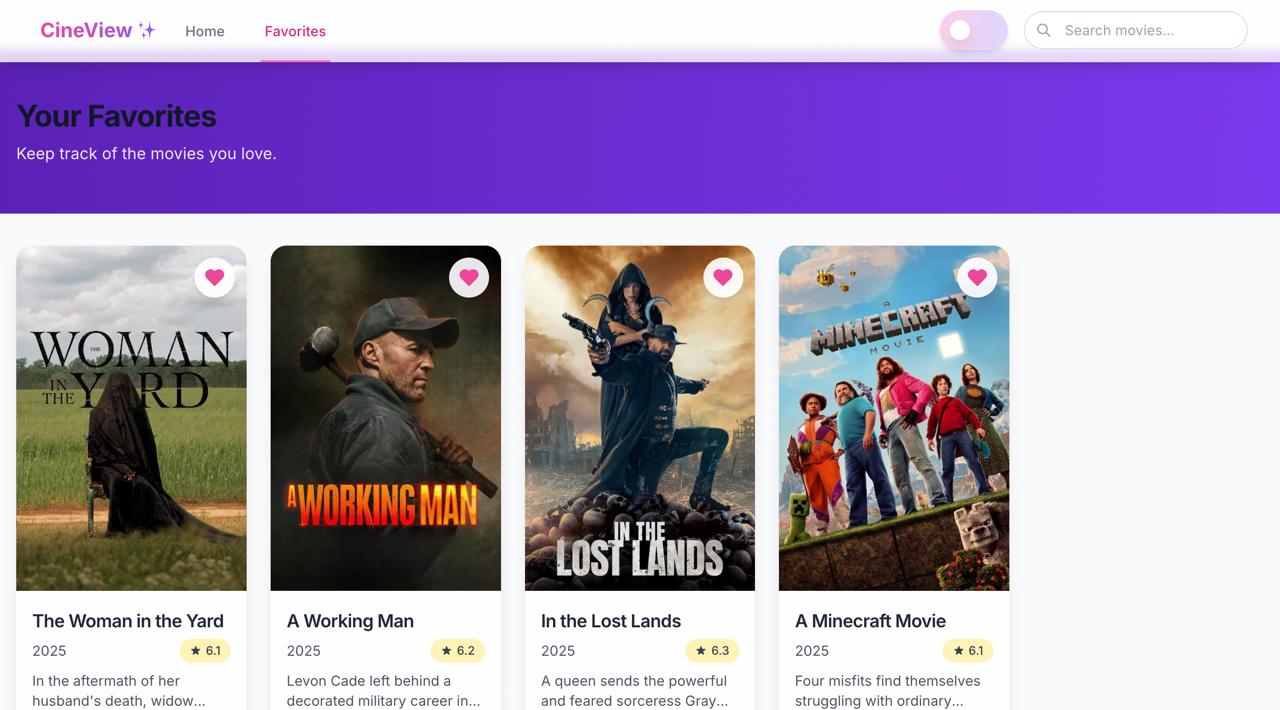 CineView
Home
Favorites
Search movies...
Your Favorites
Keep track of the movies you love.
THE
WOMAN
IN THE
YARD
A WORKING MAN
IN THE
LOST LANDS
A
MINECRAFT
MOVIE
The Woman in the Yard
2025
6.1
In the aftermath of her
husband's death, widow...
A Working Man
2025
6.2
Levon Cade left behind a
decorated military career in...
In the Lost Lands
2025
6.3
A queen sends the powerful
and feared sorceress Gray...
A Minecraft Movie
2025
6.1
Four misfits find themselves
struggling with ordinary...